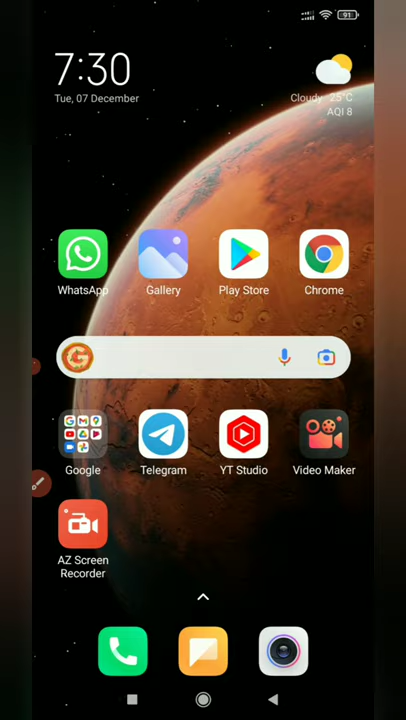 91
7:30
Tue, 07 December
Cloudy 25°C
AQI 8
WhatsApp
Gallery
Play Store
Chrome
Google
Telegram
YT Studio
Video Maker
AZ Screen
Recorder